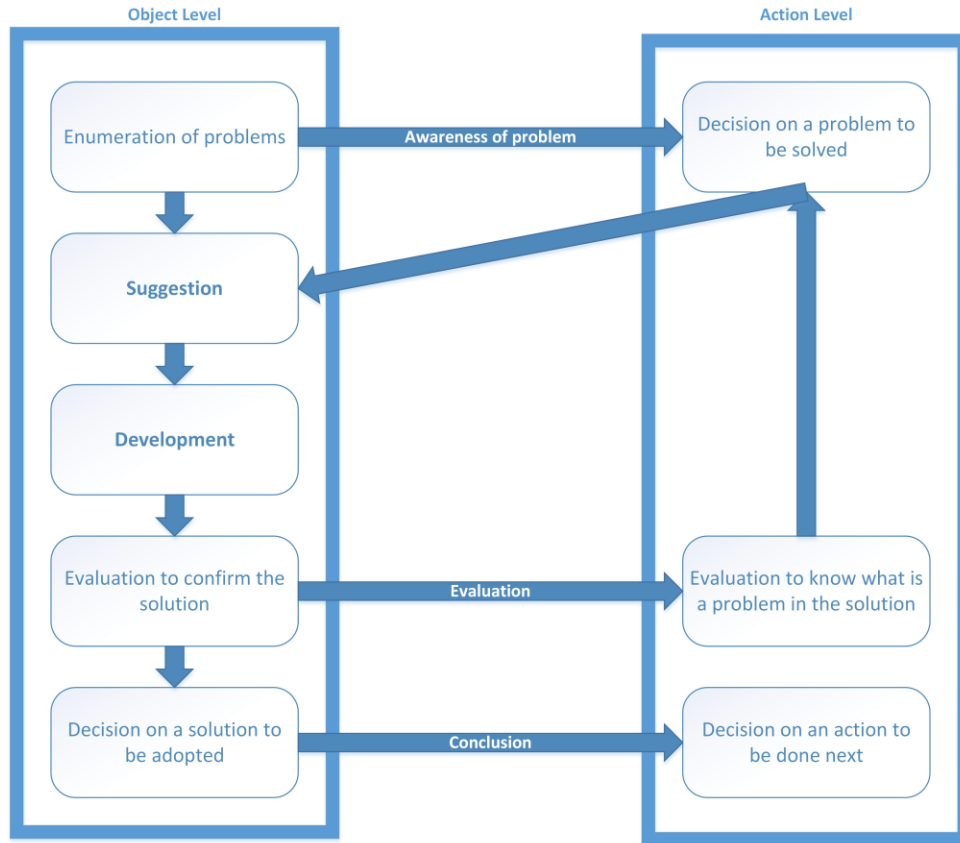 Object Level
Action Level
Enumeration of problems
Awareness of problem
Decision on a problem to
be solved
Suggestion
Development
Evaluation to confirm the
solution
Evaluation
Evaluation to know what is
a problem in the solution
Decision on a solution to
be adopted
Conclusion
Decision on an action to
be done next